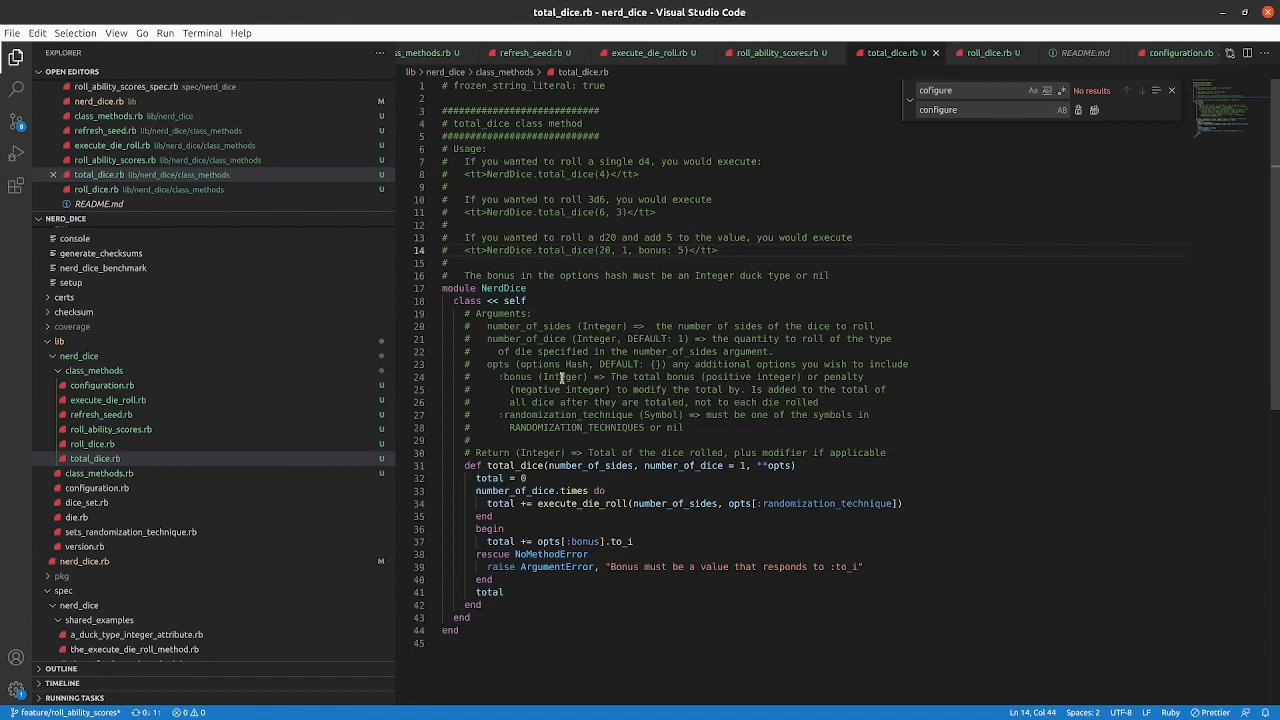 total_dice.rb - nerd_dice - Visual Studio Code
File Edit Selection View Go Run Terminal Help
EXPLORER
OPEN EDITORS
roll_ability_scores_spec.rb spec/nerd_dice
nerd_dice.rb lib M
class_methods.rb lib/nerd_dice U
refresh_seed.rb lib/nerd_dice/class_methods U
execute_die_roll.rb lib/nerd_dice/class_methods U
roll_ability_scores.rb lib/nerd_dice/class_methods U
total_dice.rb lib/nerd_dice/class_methods U
roll_dice.rb lib/nerd_dice/class_methods U
README.md
NERD_DICE
console
generate_checksums
nerd_dice_benchmark
setup
certs
checksum
coverage
lib
nerd_dice
class_methods
configuration.rb U
execute_die_roll.rb U
refresh_seed.rb U
roll_ability_scores.rb U
roll_dice.rb U
total_dice.rb U
class_methods.rb U
configuration.rb
dice_set.rb
die.rb
sets_randomization_technique.rb
version.rb
nerd_dice.rb M
pkg
spec
nerd_dice
shared_examples
a_duck_type_integer_attribute.rb
the_execute_die_roll_method.rb
OUTLINE
TIMELINE
RUNNING TASKS
8
1
ss_methods.rb U refresh_seed.rb U execute_die_roll.rb U roll_ability_scores.rb U total_dice.rb U roll_dice.rb U README.md configuration.rb U
lib > nerd_dice > class_methods > total_dice.rb
cofigure Aa No results
configure AB
1 # frozen_string_literal: true
2
3 ############################
4 # total_dice class method
5 ############################
6 # Usage:
7 #   If you wanted to roll a single d4, you would execute:
8 #   <tt>NerdDice.total_dice(4)</tt>
9 #
10 #   If you wanted to roll 3d6, you would execute
11 #   <tt>NerdDice.total_dice(6, 3)</tt>
12 #
13 #   If you wanted to roll a d20 and add 5 to the value, you would execute
14 #   <tt>NerdDice.total_dice(20, 1, bonus: 5)</tt>
15 #
16 #   The bonus in the options hash must be an Integer duck type or nil
17 module NerdDice
18   class << self
19     # Arguments:
20     #   number_of_sides (Integer) =>  the number of sides of the dice to roll
21     #   number_of_dice (Integer, DEFAULT: 1) => the quantity to roll of the type
22     #     of die specified in the number_of_sides argument.
23     #   opts (options Hash, DEFAULT: {}) any additional options you wish to include
24     #     :bonus (Integer) => The total bonus (positive integer) or penalty
25     #       (negative integer) to modify the total by. Is added to the total of
26     #       all dice after they are totaled, not to each die rolled
27     #     :randomization_technique (Symbol) => must be one of the symbols in
28     #       RANDOMIZATION_TECHNIQUES or nil
29     #
30     # Return (Integer) => Total of the dice rolled, plus modifier if applicable
31     def total_dice(number_of_sides, number_of_dice = 1, **opts)
32       total = 0
33       number_of_dice.times do
34         total += execute_die_roll(number_of_sides, opts[:randomization_technique])
35       end
36       begin
37         total += opts[:bonus].to_i
38       rescue NoMethodError
39         raise ArgumentError, "Bonus must be a value that responds to :to_i"
40       end
41       total
42     end
43   end
44 end
45
feature/roll_ability_scores* 0↓ 1↑ 0 0 Ln 14, Col 44 Spaces: 2 UTF-8 LF Ruby Prettier